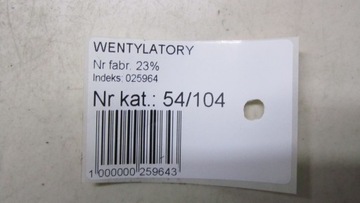 WENTYLATORY
Nr fabr. 23%
Indeks: 025964
Nr kat.: 54/104
1 000000 259643